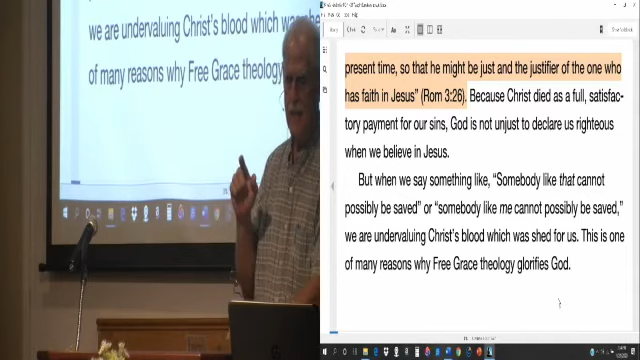 we are undervaluing Christ's blood which was she
of many reasons why Free Grace theology
present time, so that he might be just and the justifier of the one who
has faith in Jesus" (Rom 3:26). Because Christ died as a full, satisfac-
tory payment for our sins, God is not unjust to declare us righteous
when we believe in Jesus.
But when we say something like, "Somebody like that cannot
possibly be saved" or "somebody like me cannot possibly be saved,"
we are undervaluing Christ's blood which was shed for us. This is one
of many reasons why Free Grace theology glorifies God.